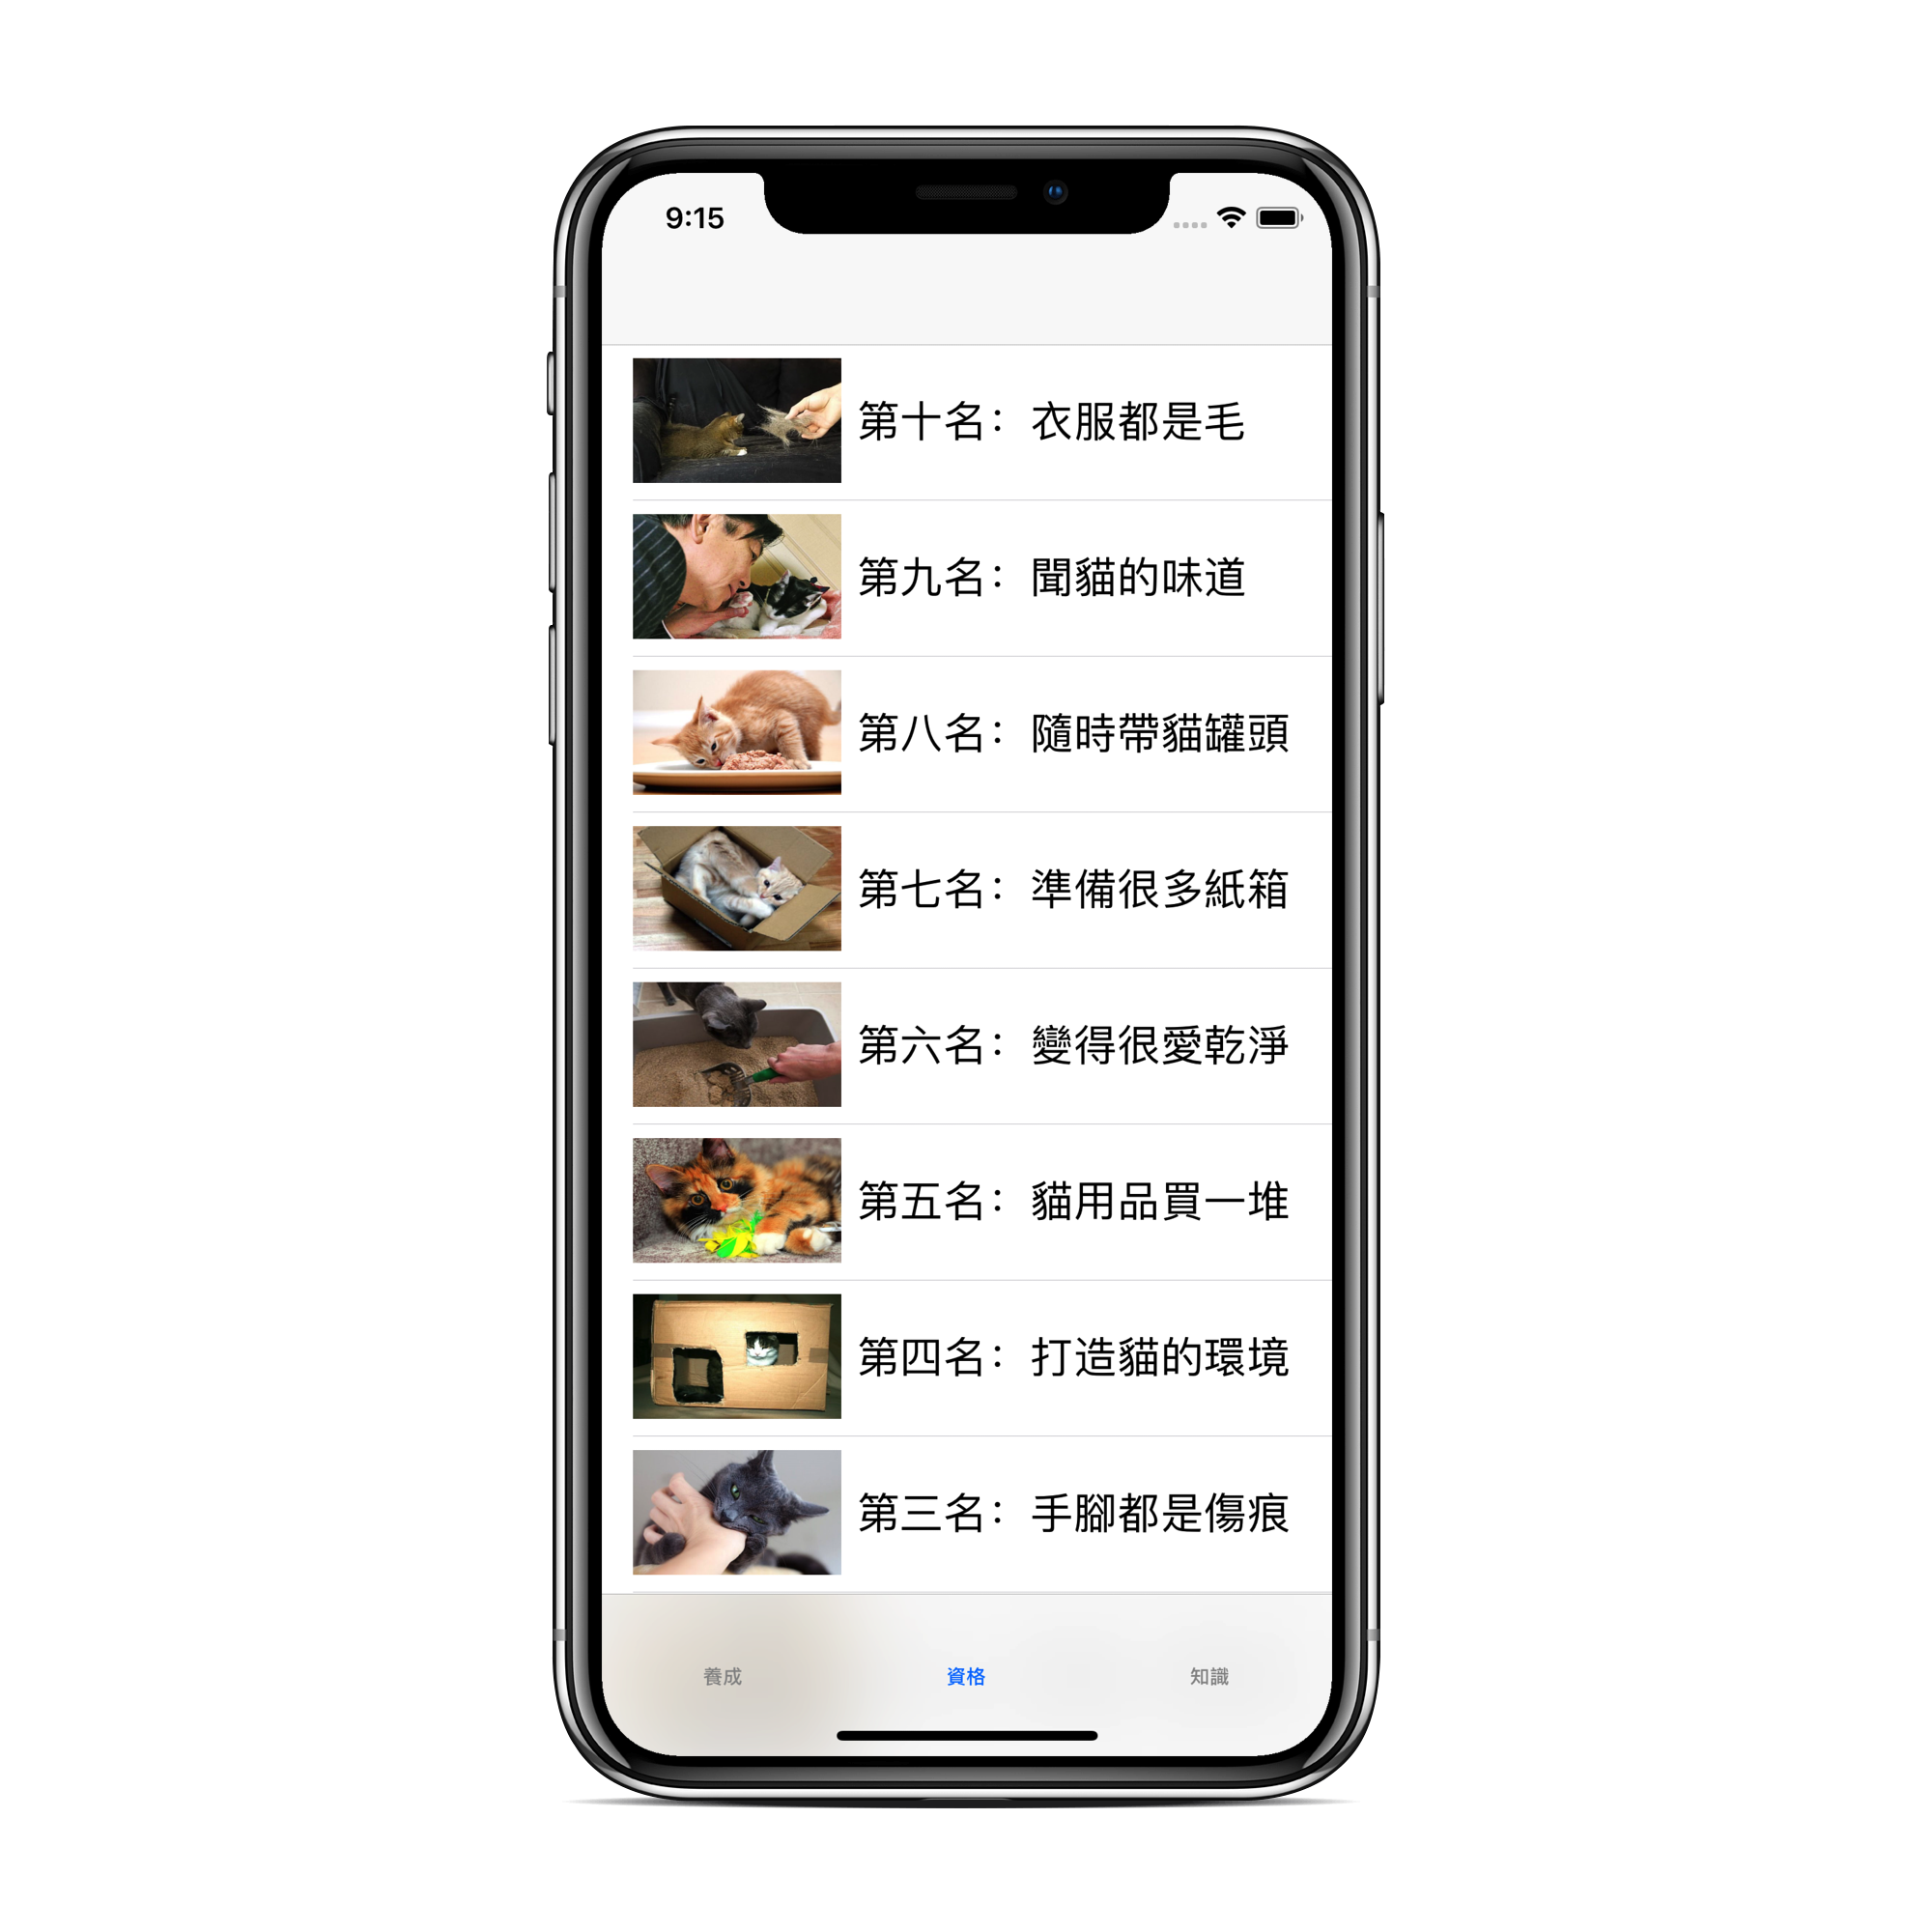 9:15
第十名：衣服都是毛
第九名：聞貓的味道
第八名：隨時帶貓罐頭
第七名：準備很多紙箱
第六名：變得很愛乾淨
第五名：貓用品買一堆
第四名：打造貓的環境
第三名：手腳都是傷痕
養成 資格 知識